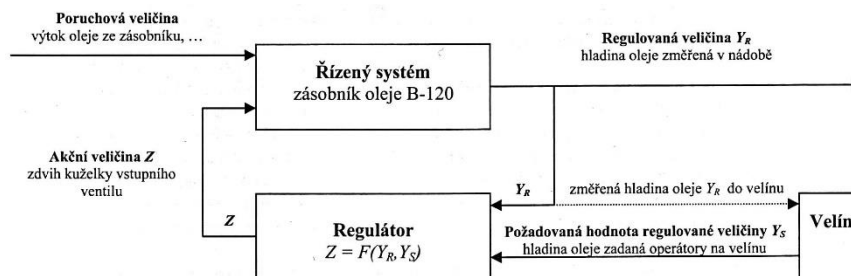 Poruchová veličina
výtok oleje ze zásobníku, …
Regulovaná veličina Y_R
hladina oleje změřená v nádobě
Řízený systém
zásobník oleje B-120
Akční veličina Z
zdvih kuželky vstupního
ventilu
Y_R
změřená hladina oleje Y_R do velínu
Z
Regulátor
Z = F(Y_R,Y_S)
Požadovaná hodnota regulované veličiny Y_S
hladina oleje zadaná operátory na velínu
Velín